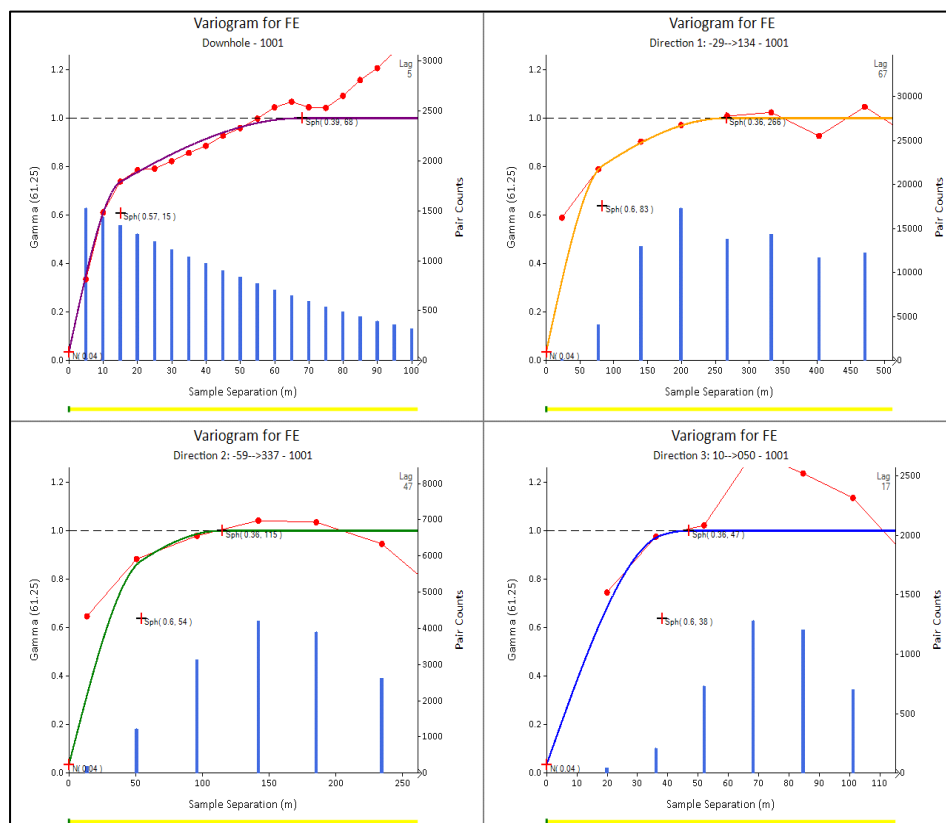 Variogram for FE
Downhole - 1001
Lag
5
1.2
1.0
0.8
0.6
0.4
0.2
0.0
Gamma (61.25)
3000
2500
2000
1500
1000
500
0
Pair Counts
Sph( 0.39, 68)
Sph( 0.57, 15)
N( 0.04)
0 10 20 30 40 50 60 70 80 90 100
Sample Separation (m)
Variogram for FE
Direction 1: -29-->134 - 1001
Lag
67
1.2
1.0
0.8
0.6
0.4
0.2
0.0
Gamma (61.25)
30000
25000
20000
15000
10000
5000
0
Pair Counts
Sph( 0.36, 266)
Sph( 0.6, 83)
N( 0.04)
0 50 100 150 200 250 300 350 400 450 500
Sample Separation (m)
Variogram for FE
Direction 2: -59-->337 - 1001
Lag
47
1.2
1.0
0.8
0.6
0.4
0.2
0.0
Gamma (61.25)
8000
7000
6000
5000
4000
3000
2000
1000
0
Pair Counts
Sph( 0.36, 115)
Sph( 0.6, 54)
N( 0.04)
0 50 100 150 200 250
Sample Separation (m)
Variogram for FE
Direction 3: 10-->050 - 1001
Lag
17
1.2
1.0
0.8
0.6
0.4
0.2
0.0
Gamma (61.25)
2500
2000
1500
1000
500
0
Pair Counts
Sph( 0.36, 47)
Sph( 0.6, 38)
N( 0.04)
0 10 20 30 40 50 60 70 80 90 100 110
Sample Separation (m)